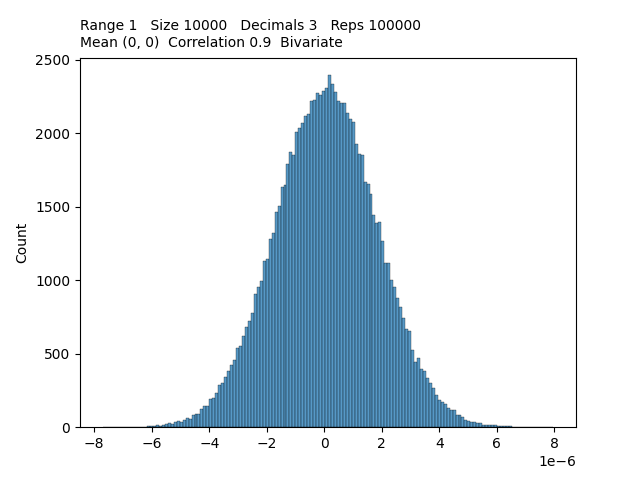 Range 1   Size 10000   Decimals 3   Reps 100000
Mean (0, 0)  Correlation 0.9  Bivariate
2500
2000
1500
1000
500
0
Count
−8 −6 −4 −2 0 2 4 6 8
1e−6